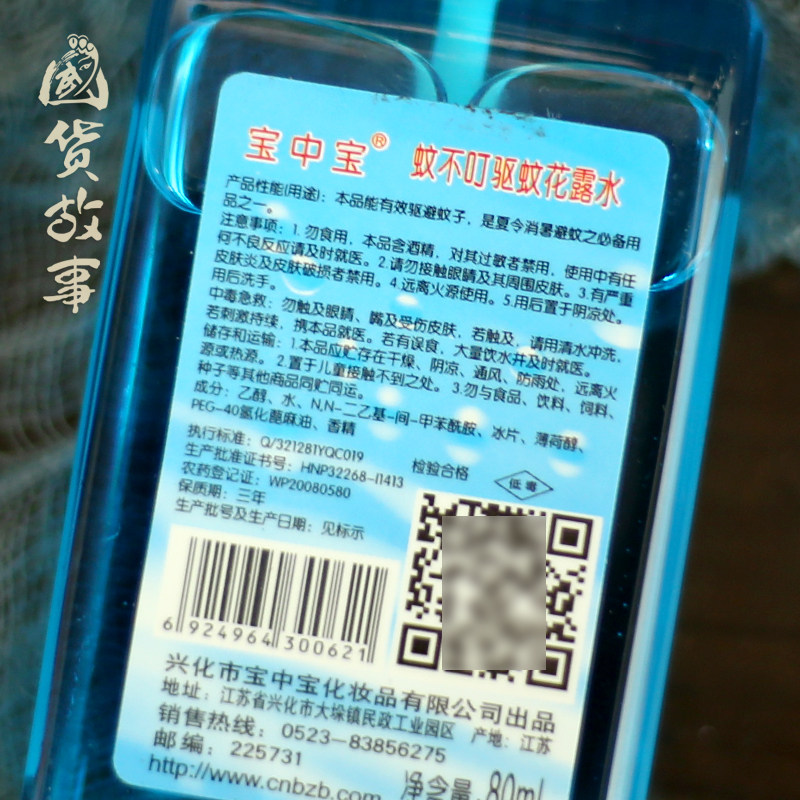 國貨故事
宝中宝® 蚊不叮驱蚊花露水
产品性能(用途): 本品能有效驱避蚊子，是夏令消暑避蚊之必备用
品之一。
注意事项: 1.勿食用，本品含酒精，对其过敏者禁用，使用中有任
何不良反应请及时就医。2.请勿接触眼睛及其周围皮肤。3.有严重
皮肤炎及皮肤破损者禁用。4.远离火源使用。5.用后置于阴凉处。
用后洗手。
中毒急救: 勿触及眼睛、嘴及受伤皮肤，若触及，请用清水冲洗，
若刺激持续，携本品就医。若有误食，大量饮水并及时就医。
储存和运输: 1.本品应贮存在干燥、阴凉、通风、防雨处、远离火
源或热源。2.置于儿童接触不到之处。3.勿与食品、饮料、饲料、
种子等其他商品同贮同运。
成分: 乙醇、水、N,N-二乙基-间-甲苯酰胺、冰片、薄荷醇、
PEG-40氢化蓖麻油、香精
执行标准: Q/321281YQC019
生产批准证书号: HNP32268-I1413 检验合格
农药登记证: WP20080580 低毒
保质期: 三年
生产批号及生产日期: 见标示
6 924964 300621
兴化市宝中宝化妆品有限公司出品
地址: 江苏省兴化市大垛镇民政工业园区 产地: 江苏
销售热线: 0523-83856275
邮编: 225731
http://www.cnbzb.com 净含量: 80mL